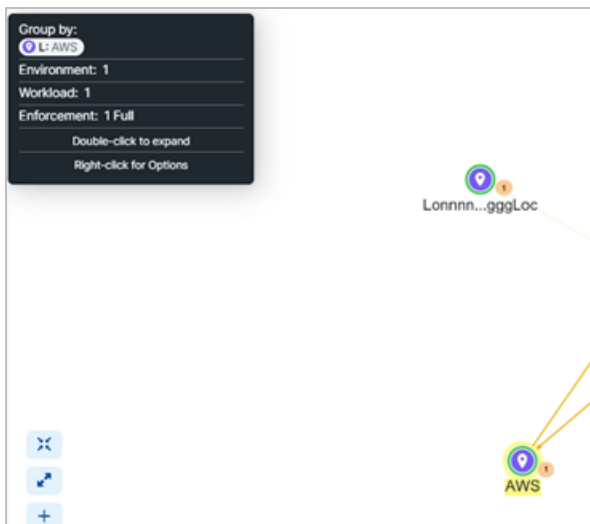 Group by:
L: AWS
Environment: 1
Workload: 1
Enforcement: 1 Full
Double-click to expand
Right-click for Options
1
Lonnnn...gggLoc
1
AWS